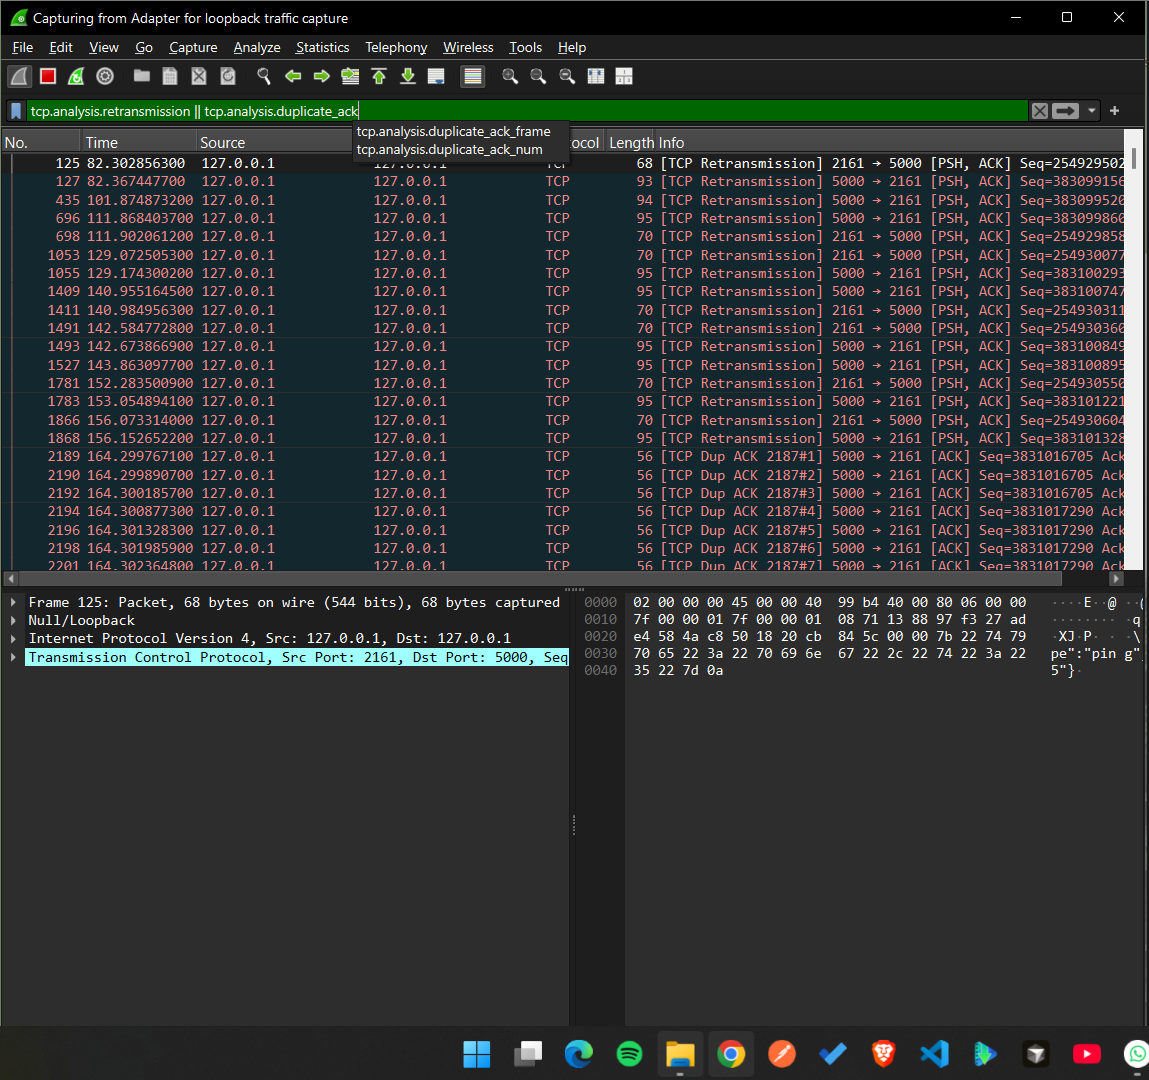 Capturing from Adapter for loopback traffic capture
File Edit View Go Capture Analyze Statistics Telephony Wireless Tools Help
tcp.analysis.retransmission || tcp.analysis.duplicate_ack
tcp.analysis.duplicate_ack_frame
tcp.analysis.duplicate_ack_num
No. Time Source ocol Length Info
125 82.302856300 127.0.0.1 127.0.0.1 TCP 68 [TCP Retransmission] 2161 → 5000 [PSH, ACK] Seq=254929502
127 82.367447700 127.0.0.1 127.0.0.1 TCP 93 [TCP Retransmission] 5000 → 2161 [PSH, ACK] Seq=383099156
435 101.874873200 127.0.0.1 127.0.0.1 TCP 94 [TCP Retransmission] 5000 → 2161 [PSH, ACK] Seq=383099520
696 111.868403700 127.0.0.1 127.0.0.1 TCP 95 [TCP Retransmission] 5000 → 2161 [PSH, ACK] Seq=383099860
698 111.902061200 127.0.0.1 127.0.0.1 TCP 70 [TCP Retransmission] 2161 → 5000 [PSH, ACK] Seq=254929858
1053 129.072505300 127.0.0.1 127.0.0.1 TCP 70 [TCP Retransmission] 2161 → 5000 [PSH, ACK] Seq=254930077
1055 129.174300200 127.0.0.1 127.0.0.1 TCP 95 [TCP Retransmission] 5000 → 2161 [PSH, ACK] Seq=383100293
1409 140.955164500 127.0.0.1 127.0.0.1 TCP 95 [TCP Retransmission] 5000 → 2161 [PSH, ACK] Seq=383100747
1411 140.984956300 127.0.0.1 127.0.0.1 TCP 70 [TCP Retransmission] 2161 → 5000 [PSH, ACK] Seq=254930311
1491 142.584772800 127.0.0.1 127.0.0.1 TCP 70 [TCP Retransmission] 2161 → 5000 [PSH, ACK] Seq=254930360
1493 142.673866900 127.0.0.1 127.0.0.1 TCP 95 [TCP Retransmission] 5000 → 2161 [PSH, ACK] Seq=383100849
1527 143.863097700 127.0.0.1 127.0.0.1 TCP 95 [TCP Retransmission] 5000 → 2161 [PSH, ACK] Seq=383100895
1781 152.283500900 127.0.0.1 127.0.0.1 TCP 70 [TCP Retransmission] 2161 → 5000 [PSH, ACK] Seq=254930550
1783 153.054894100 127.0.0.1 127.0.0.1 TCP 95 [TCP Retransmission] 5000 → 2161 [PSH, ACK] Seq=383101221
1866 156.073314000 127.0.0.1 127.0.0.1 TCP 70 [TCP Retransmission] 2161 → 5000 [PSH, ACK] Seq=254930604
1868 156.152652200 127.0.0.1 127.0.0.1 TCP 95 [TCP Retransmission] 5000 → 2161 [PSH, ACK] Seq=383101328
2189 164.299767100 127.0.0.1 127.0.0.1 TCP 56 [TCP Dup ACK 2187#1] 5000 → 2161 [ACK] Seq=3831016705 Ack
2190 164.299890700 127.0.0.1 127.0.0.1 TCP 56 [TCP Dup ACK 2187#2] 5000 → 2161 [ACK] Seq=3831016705 Ack
2192 164.300185700 127.0.0.1 127.0.0.1 TCP 56 [TCP Dup ACK 2187#3] 5000 → 2161 [ACK] Seq=3831016705 Ack
2194 164.300877300 127.0.0.1 127.0.0.1 TCP 56 [TCP Dup ACK 2187#4] 5000 → 2161 [ACK] Seq=3831017290 Ack
2196 164.301328300 127.0.0.1 127.0.0.1 TCP 56 [TCP Dup ACK 2187#5] 5000 → 2161 [ACK] Seq=3831017290 Ack
2198 164.301985900 127.0.0.1 127.0.0.1 TCP 56 [TCP Dup ACK 2187#6] 5000 → 2161 [ACK] Seq=3831017290 Ack
2201 164.302364800 127.0.0.1 127.0.0.1 TCP 56 [TCP Dup ACK 2187#7] 5000 → 2161 [ACK] Seq=3831017290 Ack
Frame 125: Packet, 68 bytes on wire (544 bits), 68 bytes captured
Null/Loopback
Internet Protocol Version 4, Src: 127.0.0.1, Dst: 127.0.0.1
Transmission Control Protocol, Src Port: 2161, Dst Port: 5000, Seq
0000 02 00 00 00 45 00 00 40 99 b4 40 00 80 06 00 00 ····E··@ ··@
0010 7f 00 00 01 7f 00 00 01 08 71 13 88 97 f3 27 ad ········ ·q
0020 e4 58 4a c8 50 18 20 cb 84 5c 00 00 7b 22 74 79 ·XJ·P· · ·\
0030 70 65 22 3a 22 70 69 6e 67 22 2c 22 74 22 3a 22 pe":"pin g"
0040 35 22 7d 0a 5"}·